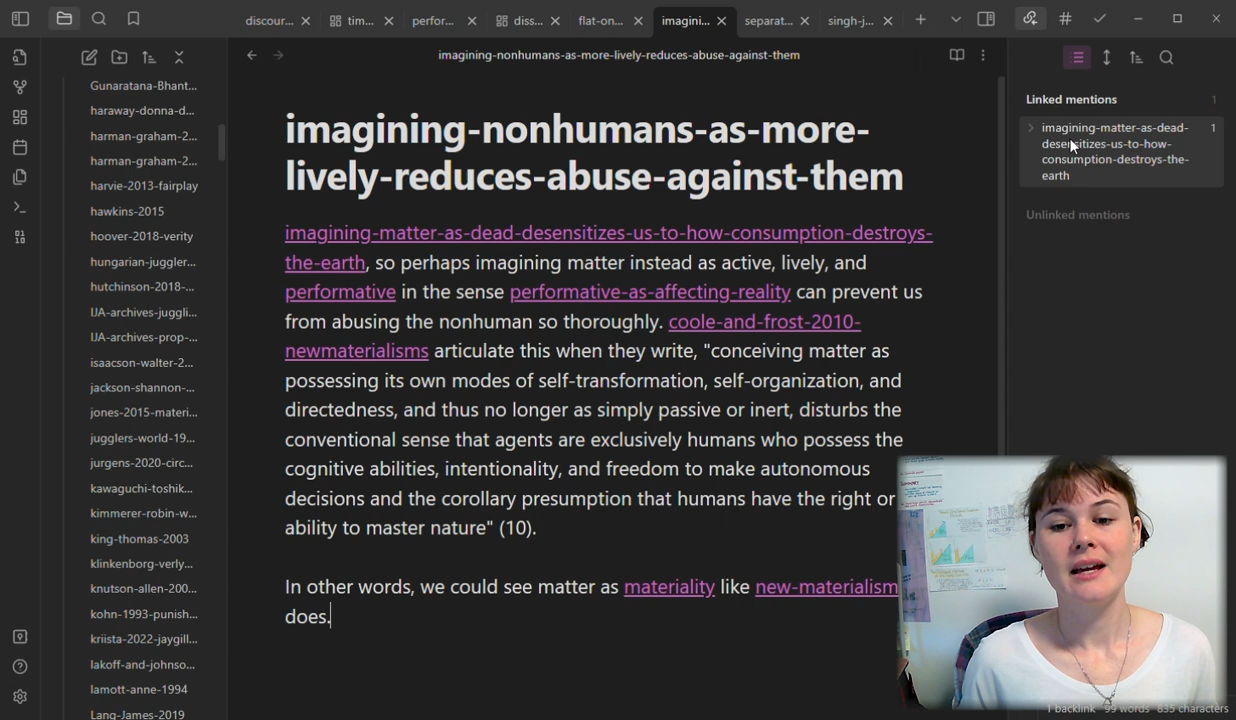 discour...
tim...
perfor...
diss...
flat-on...
imagini...
separat...
singh-j...
imagining-nonhumans-as-more-lively-reduces-abuse-against-them
Gunaratana-Bhant...
haraway-donna-d...
harman-graham-2...
harman-graham-2...
harvie-2013-fairplay
hawkins-2015
hoover-2018-verity
hungarian-juggler...
hutchinson-2018-...
IJA-archives-juggli...
IJA-archives-prop-...
isaacson-walter-2...
jackson-shannon-...
jones-2015-materi...
jugglers-world-19...
jurgens-2020-circ...
kawaguchi-toshik...
kimmerer-robin-w...
king-thomas-2003
klinkenborg-verly...
knutson-allen-200...
kohn-1993-punish...
kriista-2022-jaygill...
lakoff-and-johnso...
lamott-anne-1994
Lang-James-2019
imagining-nonhumans-as-more-
lively-reduces-abuse-against-them
imagining-matter-as-dead-desensitizes-us-to-how-consumption-destroys-
the-earth, so perhaps imagining matter instead as active, lively, and
performative in the sense performative-as-affecting-reality can prevent us
from abusing the nonhuman so thoroughly. coole-and-frost-2010-
newmaterialisms articulate this when they write, "conceiving matter as
possessing its own modes of self-transformation, self-organization, and
directedness, and thus no longer as simply passive or inert, disturbs the
conventional sense that agents are exclusively humans who possess the
cognitive abilities, intentionality, and freedom to make autonomous
decisions and the corollary presumption that humans have the right or
ability to master nature" (10).
In other words, we could see matter as materiality like new-materialism
does.
Linked mentions 1
imagining-matter-as-dead- 1
desensitizes-us-to-how-
consumption-destroys-the-
earth
Unlinked mentions
1 backlink 99 words 835 characters